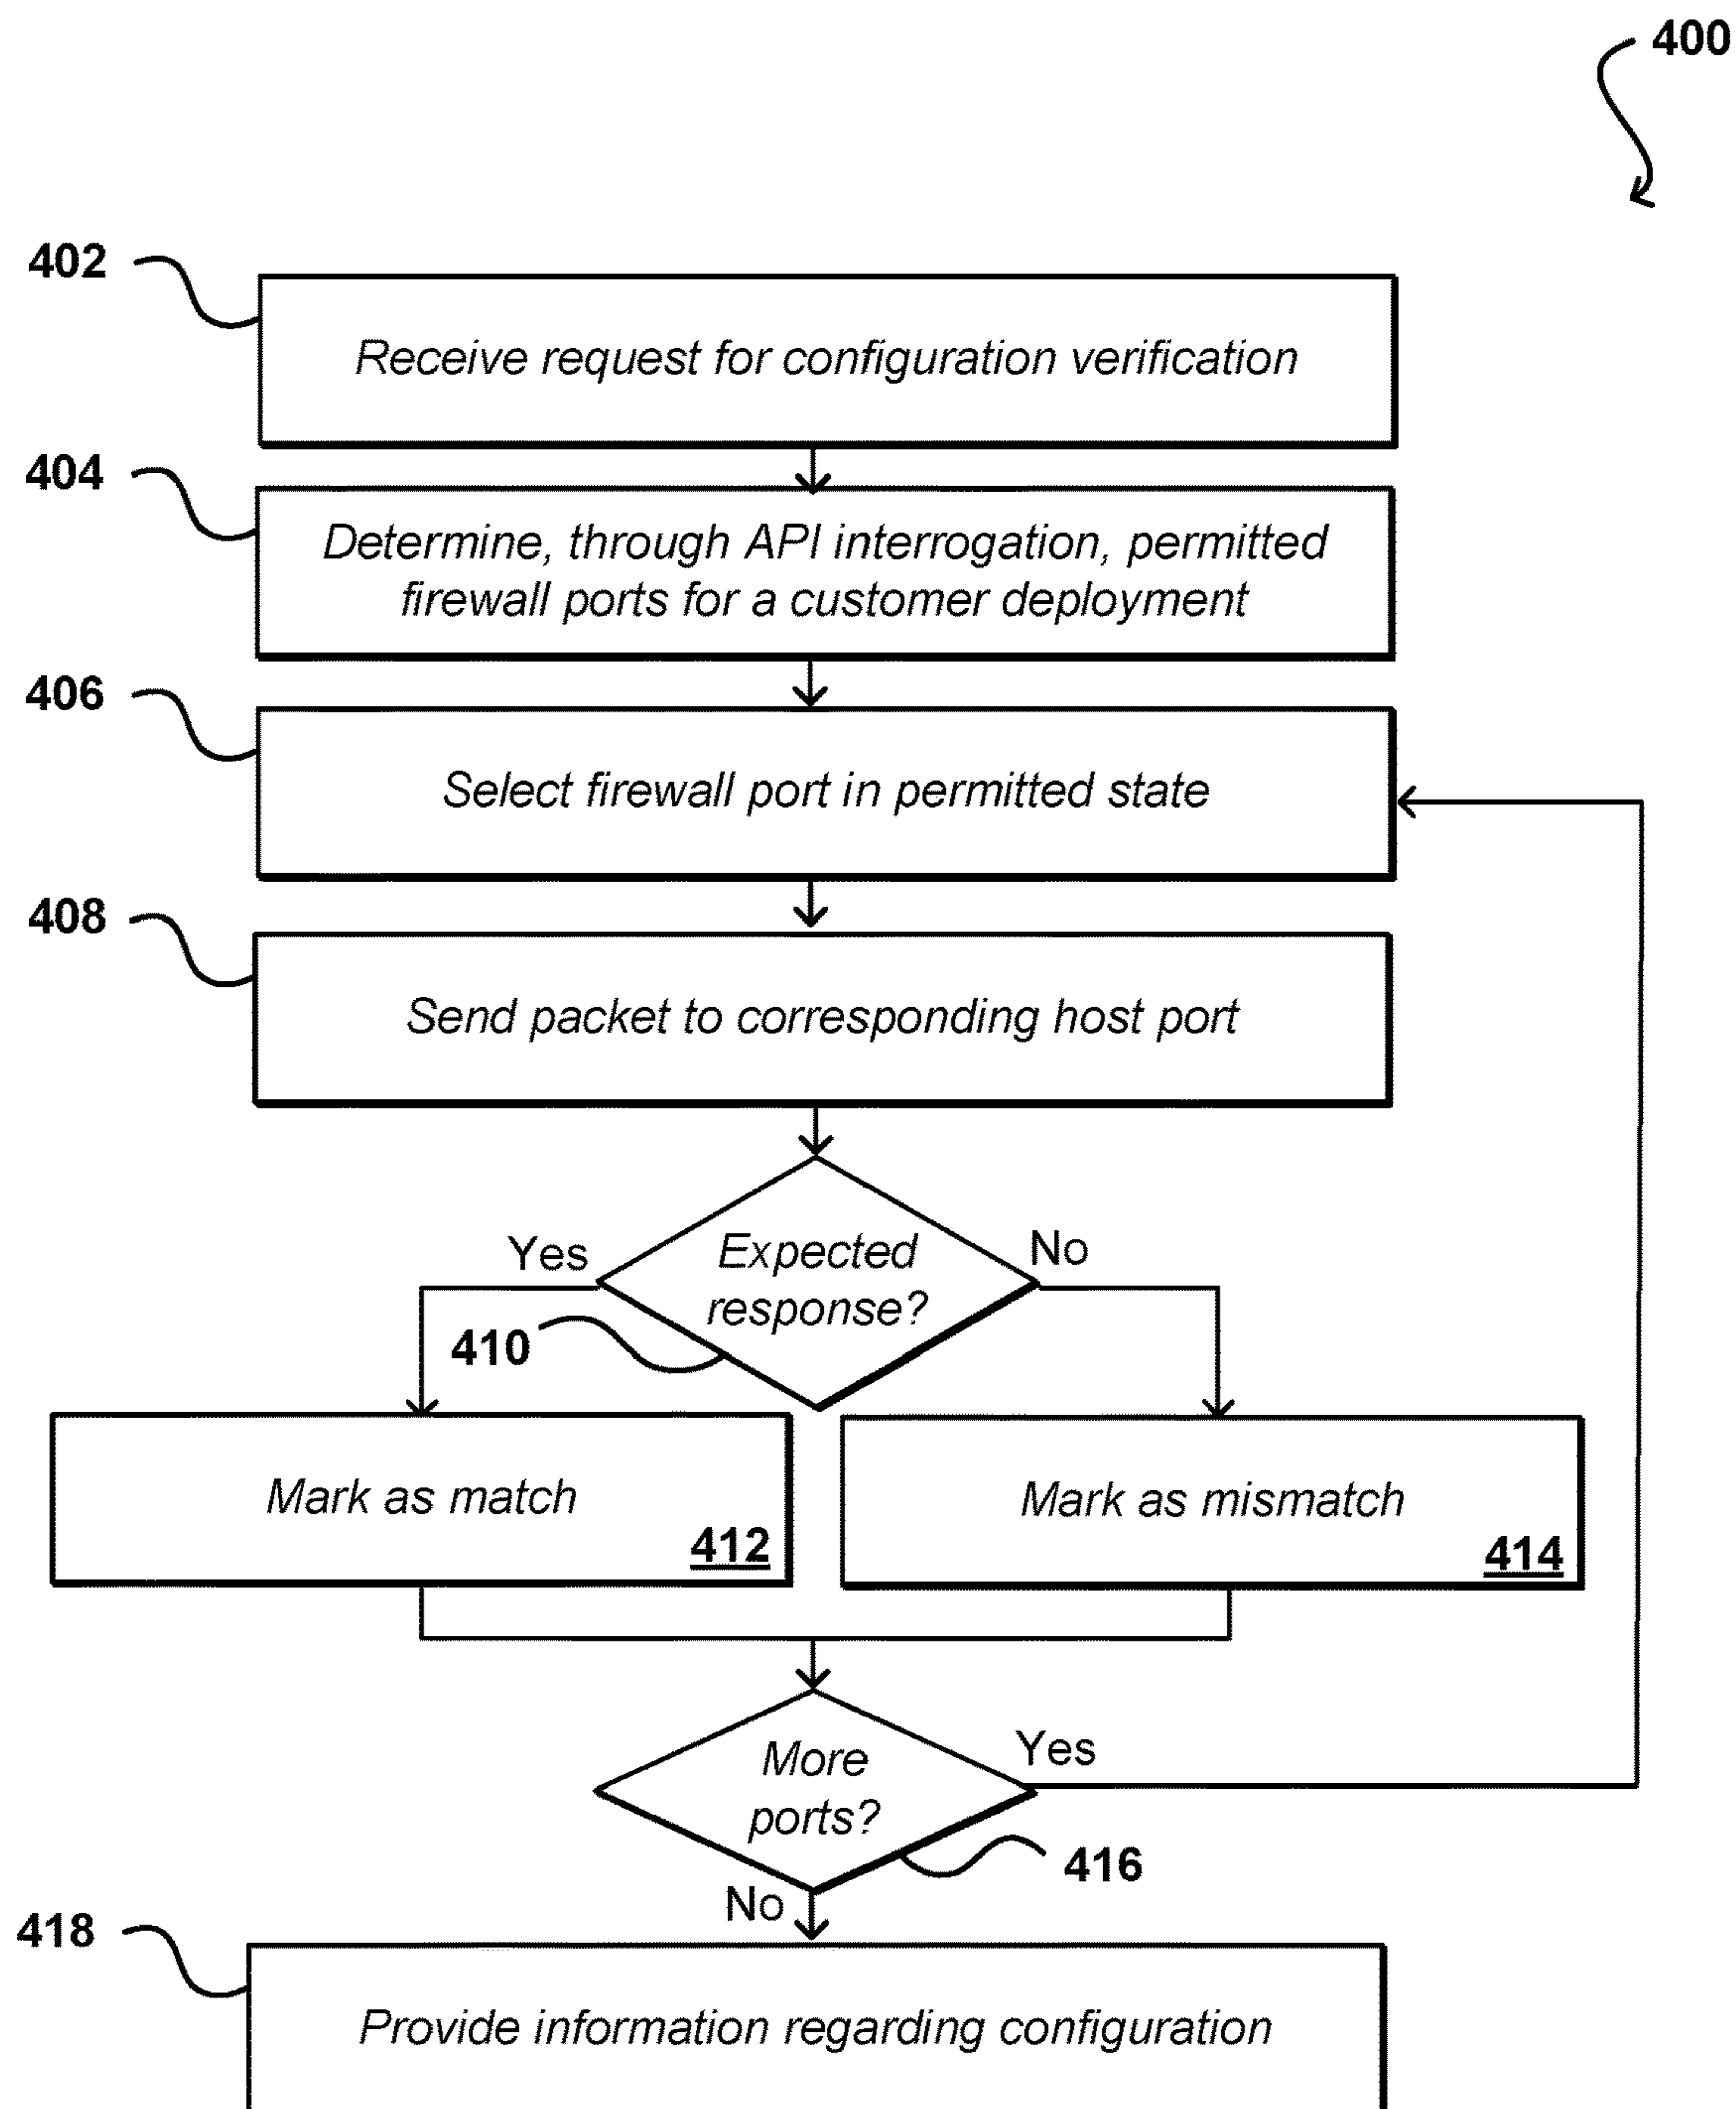 400
402
Receive request for configuration verification
404
Determine, through API interrogation, permitted
firewall ports for a customer deployment
406
Select firewall port in permitted state
408
Send packet to corresponding host port
Yes
Expected
response?
No
410
Mark as match
412
Mark as mismatch
414
More
ports?
Yes
416
No
418
Provide information regarding configuration